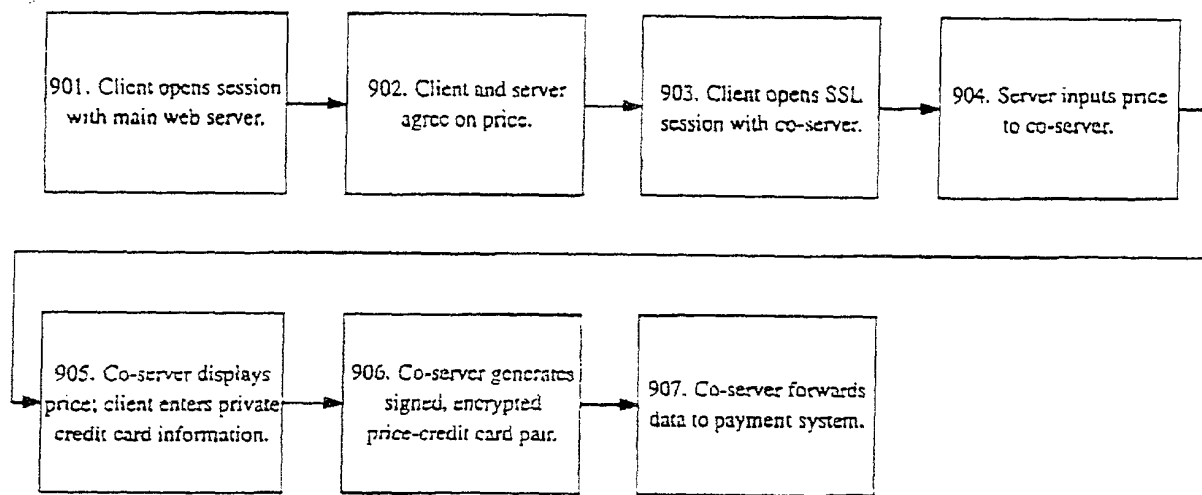 901. Client opens session
with main web server.
902. Client and server
agree on price.
903. Client opens SSL
session with co-server.
904. Server inputs price
to co-server.
905. Co-server displays
price; client enters private
credit card information.
906. Co-server generates
signed, encrypted
price-credit card pair.
907. Co-server forwards
data to payment system.